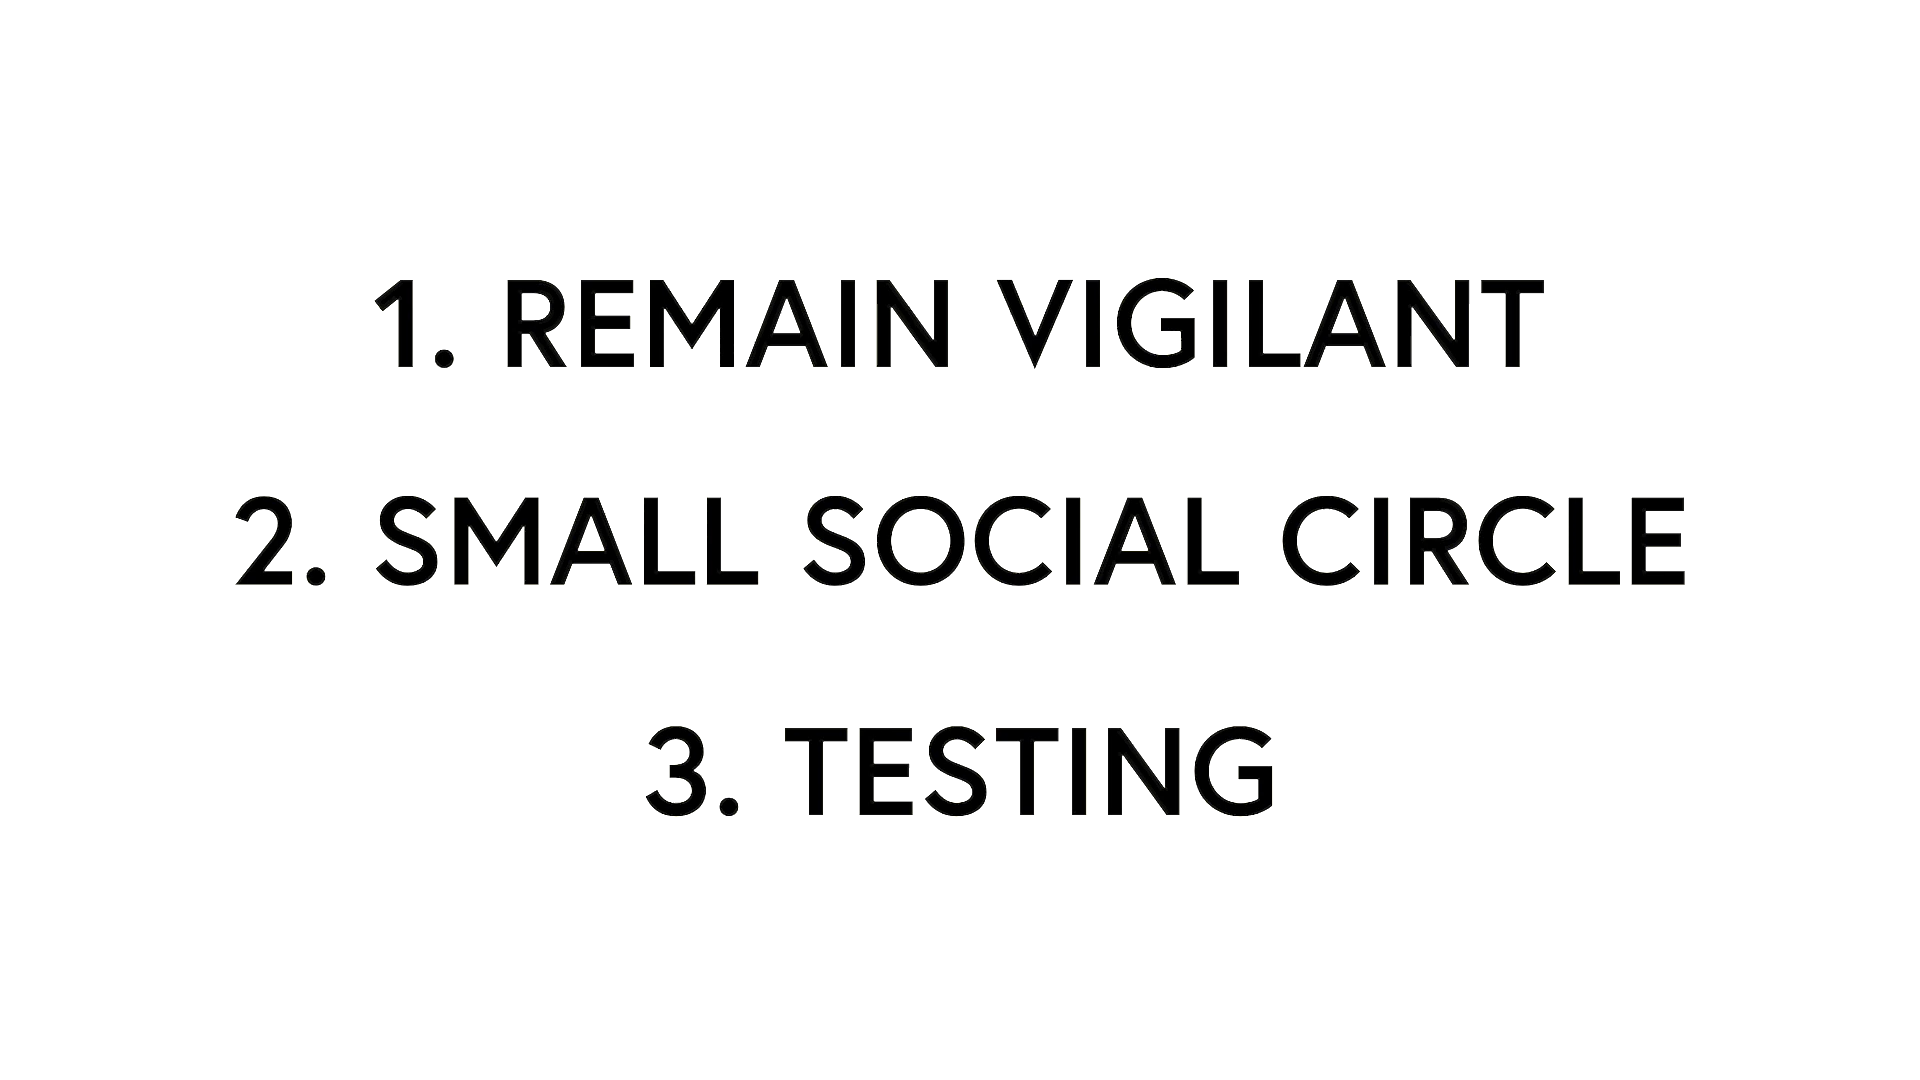 1. REMAIN VIGILANT
2. SMALL SOCIAL CIRCLE
3. TESTING